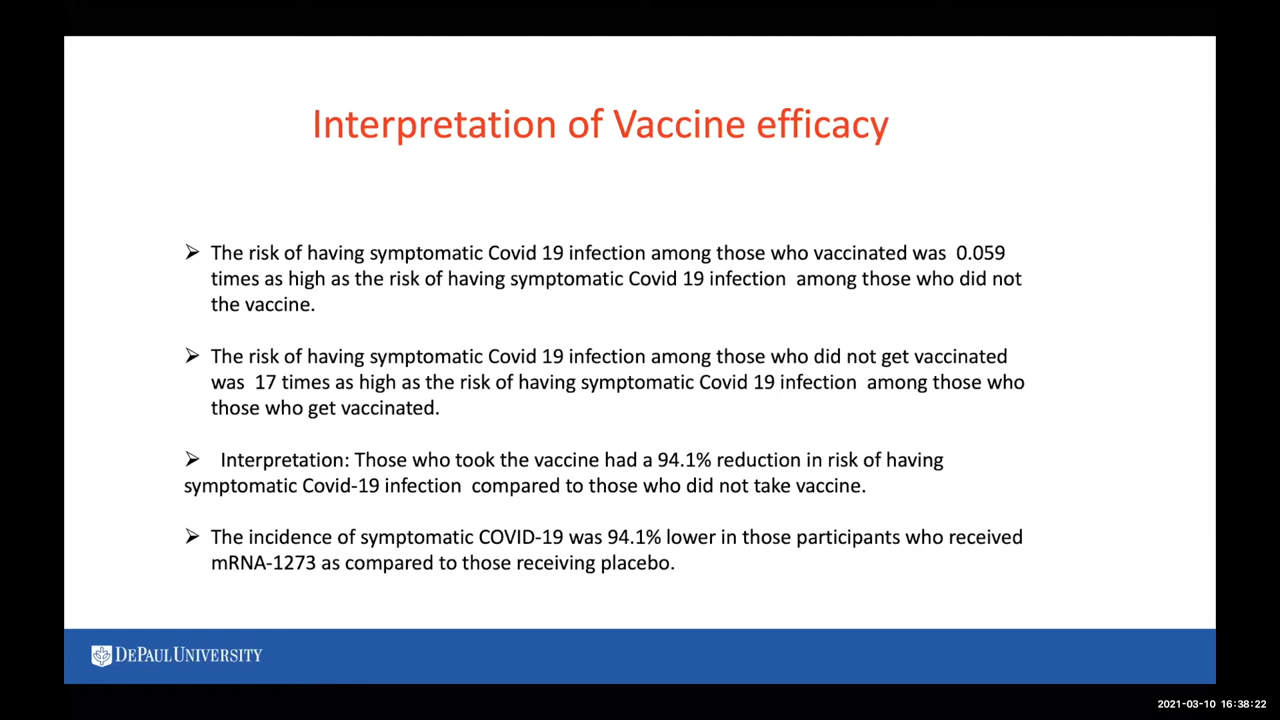 Interpretation of Vaccine efficacy
➢ The risk of having symptomatic Covid 19 infection among those who vaccinated was 0.059
times as high as the risk of having symptomatic Covid 19 infection among those who did not
the vaccine.
➢ The risk of having symptomatic Covid 19 infection among those who did not get vaccinated
was 17 times as high as the risk of having symptomatic Covid 19 infection among those who
those who get vaccinated.
➢ Interpretation: Those who took the vaccine had a 94.1% reduction in risk of having
symptomatic Covid-19 infection compared to those who did not take vaccine.
➢ The incidence of symptomatic COVID-19 was 94.1% lower in those participants who received
mRNA-1273 as compared to those receiving placebo.
DEPAUL UNIVERSITY
2021-03-10 16:38:22